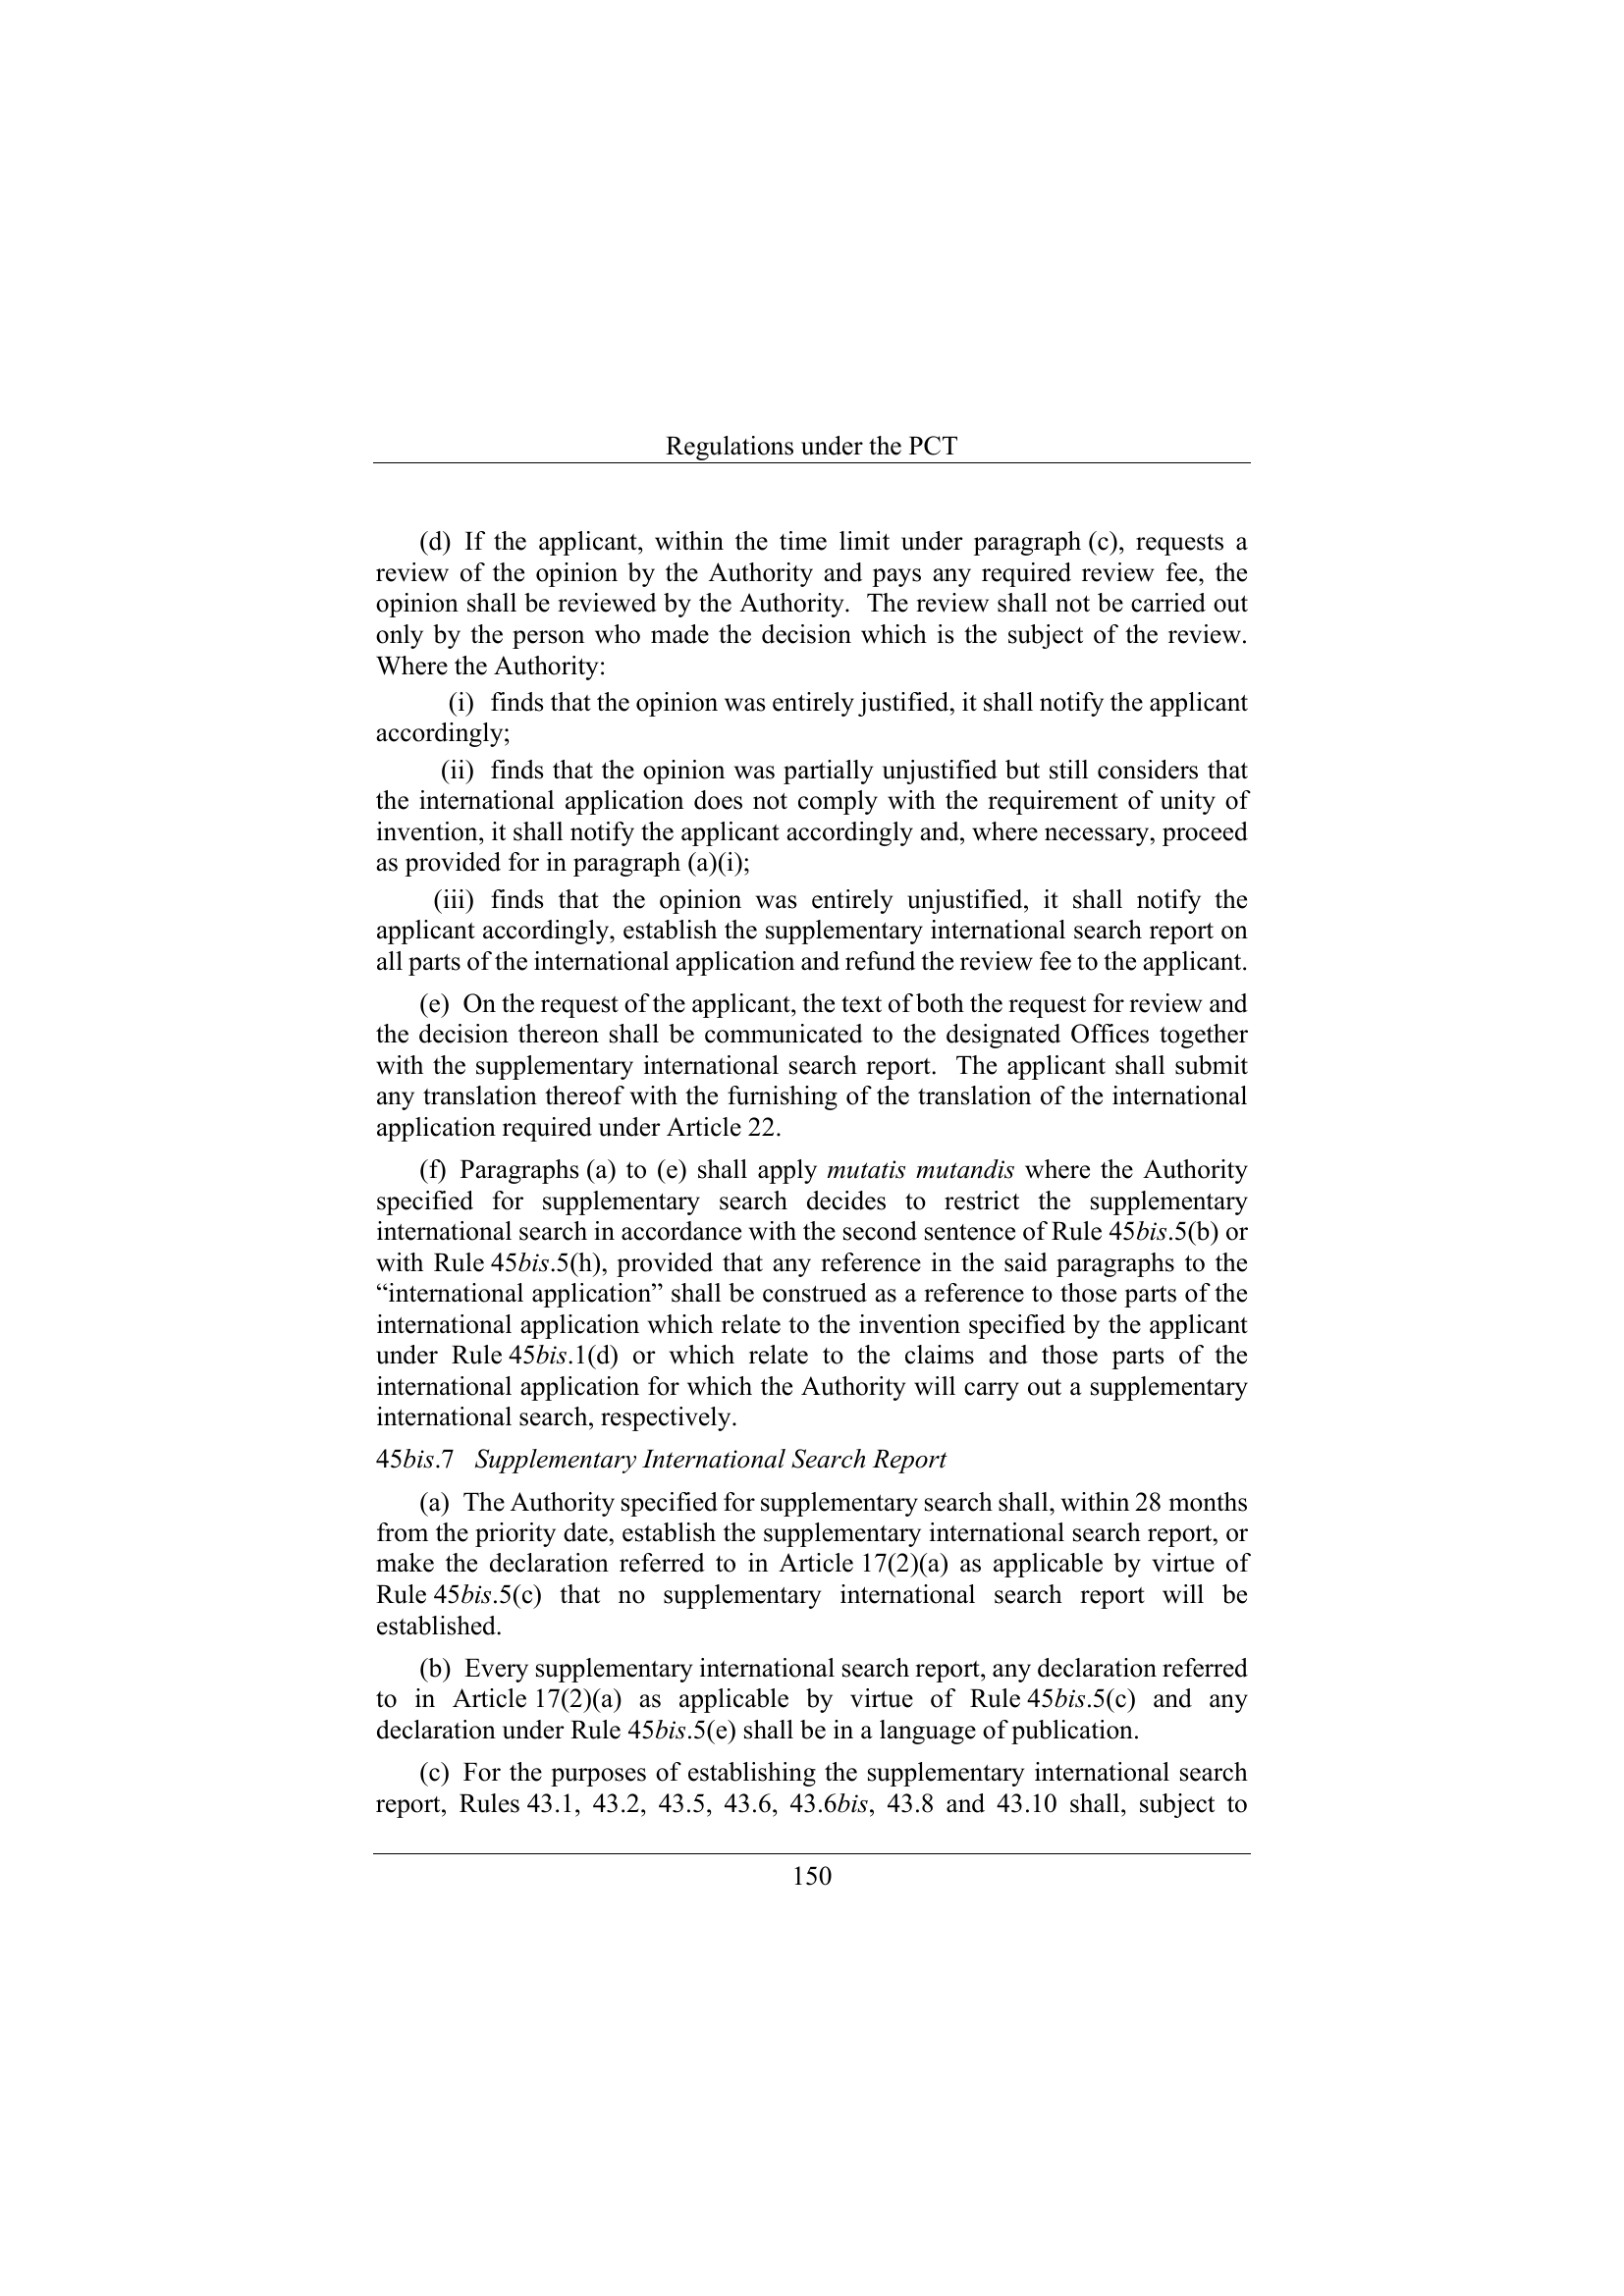 Regulations under the PCT
(d) If the applicant, within the time limit under paragraph (c), requests a
review of the opinion by the Authority and pays any required review fee, the
opinion shall be reviewed by the Authority. The review shall not be carried out
only by the person who made the decision which is the subject of the review.
Where the Authority:
(i) finds that the opinion was entirely justified, it shall notify the applicant
accordingly;
(ii) finds that the opinion was partially unjustified but still considers that
the international application does not comply with the requirement of unity of
invention, it shall notify the applicant accordingly and, where necessary, proceed
as provided for in paragraph (a)(i);
(iii) finds that the opinion was entirely unjustified, it shall notify the
applicant accordingly, establish the supplementary international search report on
all parts of the international application and refund the review fee to the applicant.
(e) On the request of the applicant, the text of both the request for review and
the decision thereon shall be communicated to the designated Offices together
with the supplementary international search report. The applicant shall submit
any translation thereof with the furnishing of the translation of the international
application required under Article 22.
(f) Paragraphs (a) to (e) shall apply mutatis mutandis where the Authority
specified for supplementary search decides to restrict the supplementary
international search in accordance with the second sentence of Rule 45bis.5(b) or
with Rule 45bis.5(h), provided that any reference in the said paragraphs to the
“international application” shall be construed as a reference to those parts of the
international application which relate to the invention specified by the applicant
under Rule 45bis.1(d) or which relate to the claims and those parts of the
international application for which the Authority will carry out a supplementary
international search, respectively.
45bis.7 Supplementary International Search Report
(a) The Authority specified for supplementary search shall, within 28 months
from the priority date, establish the supplementary international search report, or
make the declaration referred to in Article 17(2)(a) as applicable by virtue of
Rule 45bis.5(c) that no supplementary international search report will be
established.
(b) Every supplementary international search report, any declaration referred
to in Article 17(2)(a) as applicable by virtue of Rule 45bis.5(c) and any
declaration under Rule 45bis.5(e) shall be in a language of publication.
(c) For the purposes of establishing the supplementary international search
report, Rules 43.1, 43.2, 43.5, 43.6, 43.6bis, 43.8 and 43.10 shall, subject to
150